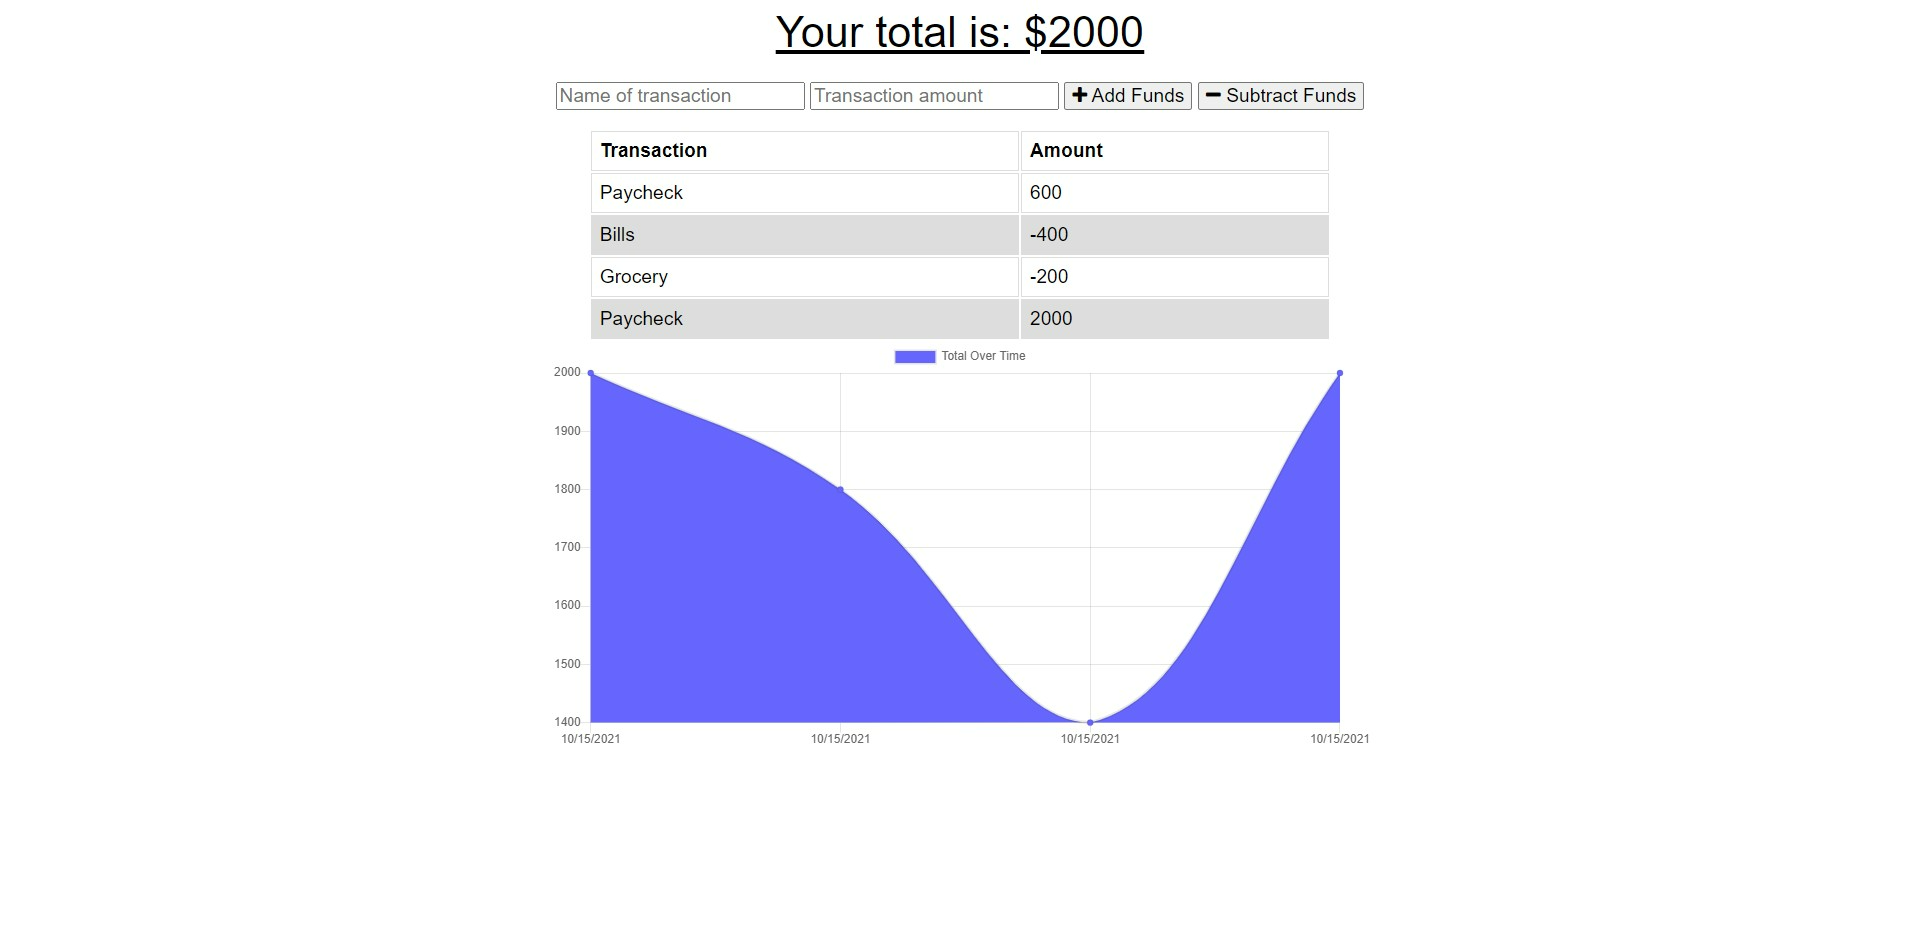 Your total is: $2000
Name of transaction Transaction amount Add Funds Subtract Funds
Transaction Amount
Paycheck 600
Bills -400
Grocery -200
Paycheck 2000
Total Over Time
2000
1900
1800
1700
1600
1500
1400
10/15/2021 10/15/2021 10/15/2021 10/15/2021